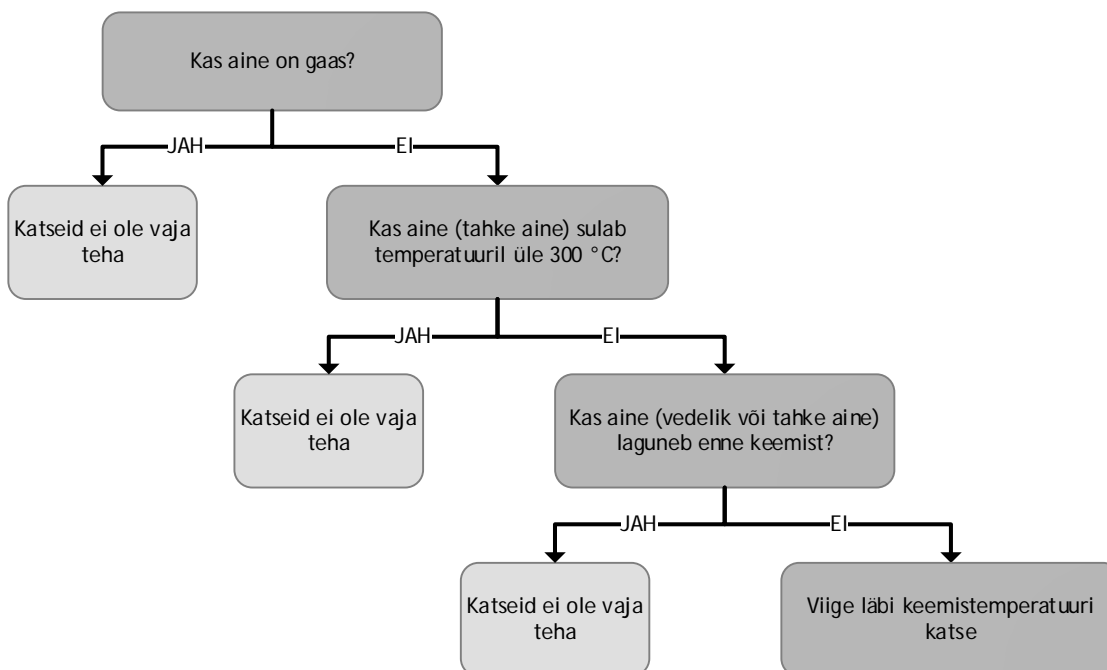 Kas aine on gaas?
JAH
EI
Katseid ei ole vaja
teha
Kas aine (tahke aine) sulab
temperatuuril üle 300 °C?
JAH
EI
Katseid ei ole vaja
teha
Kas aine (vedelik või tahke aine)
laguneb enne keemist?
JAH
EI
Katseid ei ole vaja
teha
Viige läbi keemistemperatuuri
katse